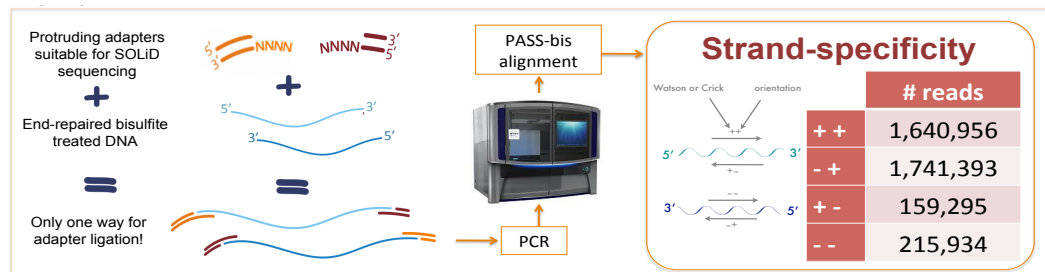 Protruding adapters
suitable for SOLiD
sequencing
+
End-repaired bisulfite
treated DNA
=
Only one way for
adapter ligation!
5’
3’
NNNN
NNNN
3’
5’
+
5’
3’
3’
5’
=
PCR
PASS-bis
alignment
Strand-specificity
Watson or Crick
orientation
++
5’
3’
+-
--
3’
5’
-+
# reads
+ + 1,640,956
- + 1,741,393
+ - 159,295
- - 215,934